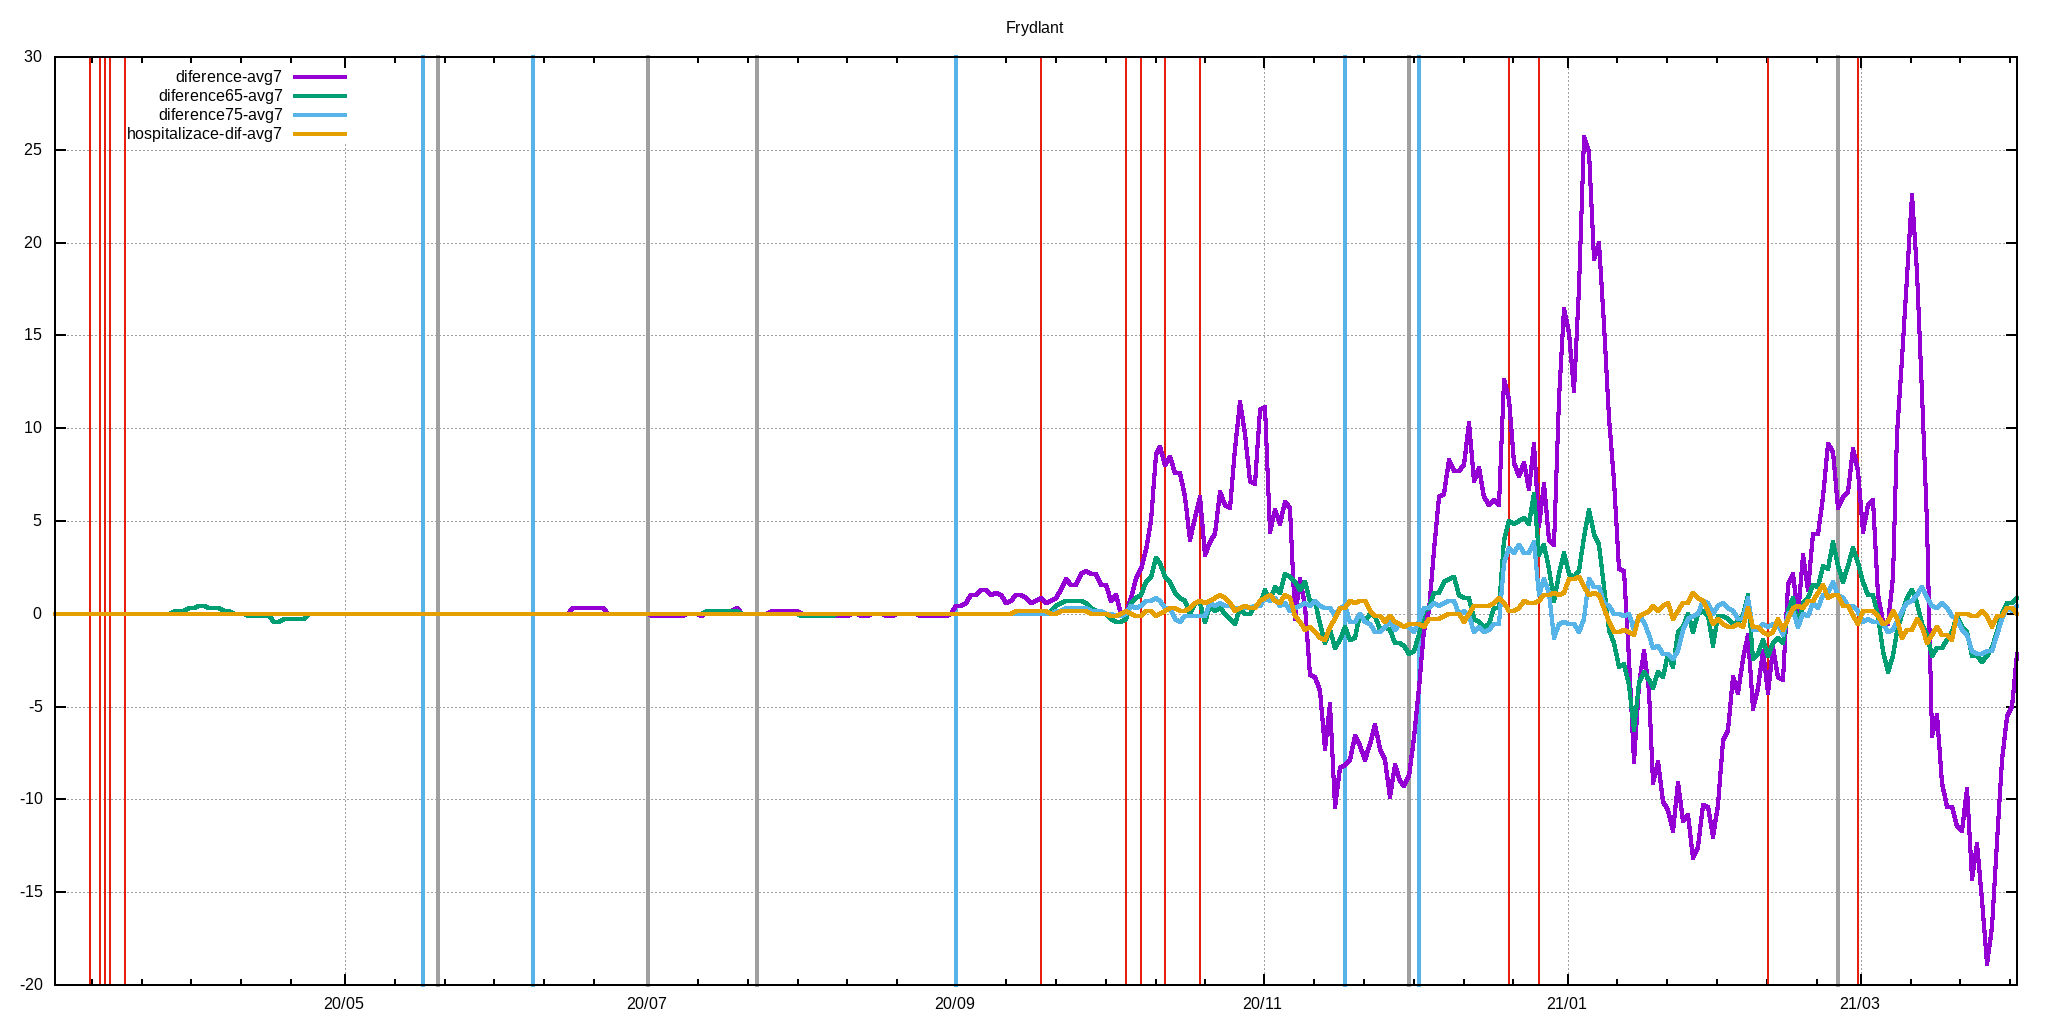 Frydlant
30
25
20
15
10
5
0
-5
-10
-15
-20
diference-avg7
diference65-avg7
diference75-avg7
hospitalizace-dif-avg7
20/05 20/07 20/09 20/11 21/01 21/03